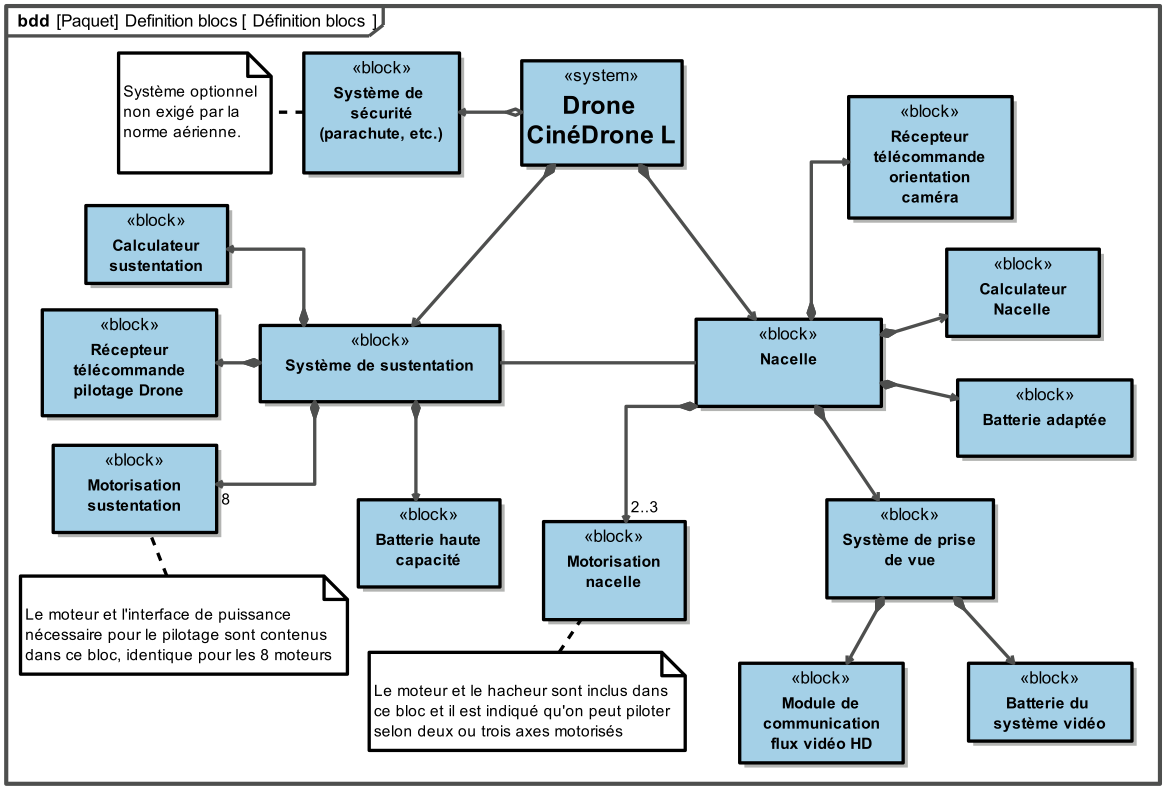 bdd [Paquet] Definition blocs [ Définition blocs ]
Système optionnel
non exigé par la
norme aérienne.
«block»
Système de
sécurité
(parachute, etc.)
«system»
Drone
CinéDrone L
«block»
Récepteur
télécommande
orientation
caméra
«block»
Calculateur
sustentation
«block»
Calculateur
Nacelle
«block»
Récepteur
télécommande
pilotage Drone
«block»
Système de sustentation
«block»
Nacelle
«block»
Batterie adaptée
«block»
Motorisation
sustentation
8
«block»
Batterie haute
capacité
2..3
«block»
Motorisation
nacelle
«block»
Système de prise
de vue
Le moteur et l'interface de puissance
nécessaire pour le pilotage sont contenus
dans ce bloc, identique pour les 8 moteurs
Le moteur et le hacheur sont inclus dans
ce bloc et il est indiqué qu'on peut piloter
selon deux ou trois axes motorisés
«block»
Module de
communication
flux vidéo HD
«block»
Batterie du
système vidéo